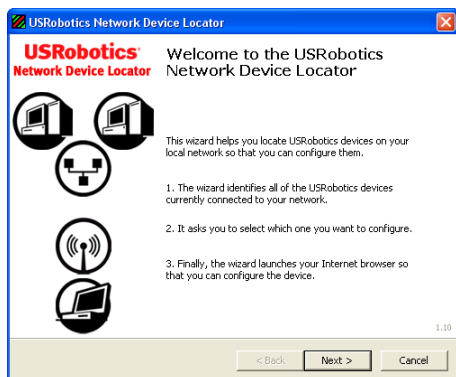 USRobotics Network Device Locator
USRobotics
Network Device Locator
Welcome to the USRobotics
Network Device Locator
This wizard helps you locate USRobotics devices on your
local network so that you can configure them.
1. The wizard identifies all of the USRobotics devices
currently connected to your network.
2. It asks you to select which one you want to configure.
3. Finally, the wizard launches your Internet browser so
that you can configure the device.
1.10
< Back
Next >
Cancel